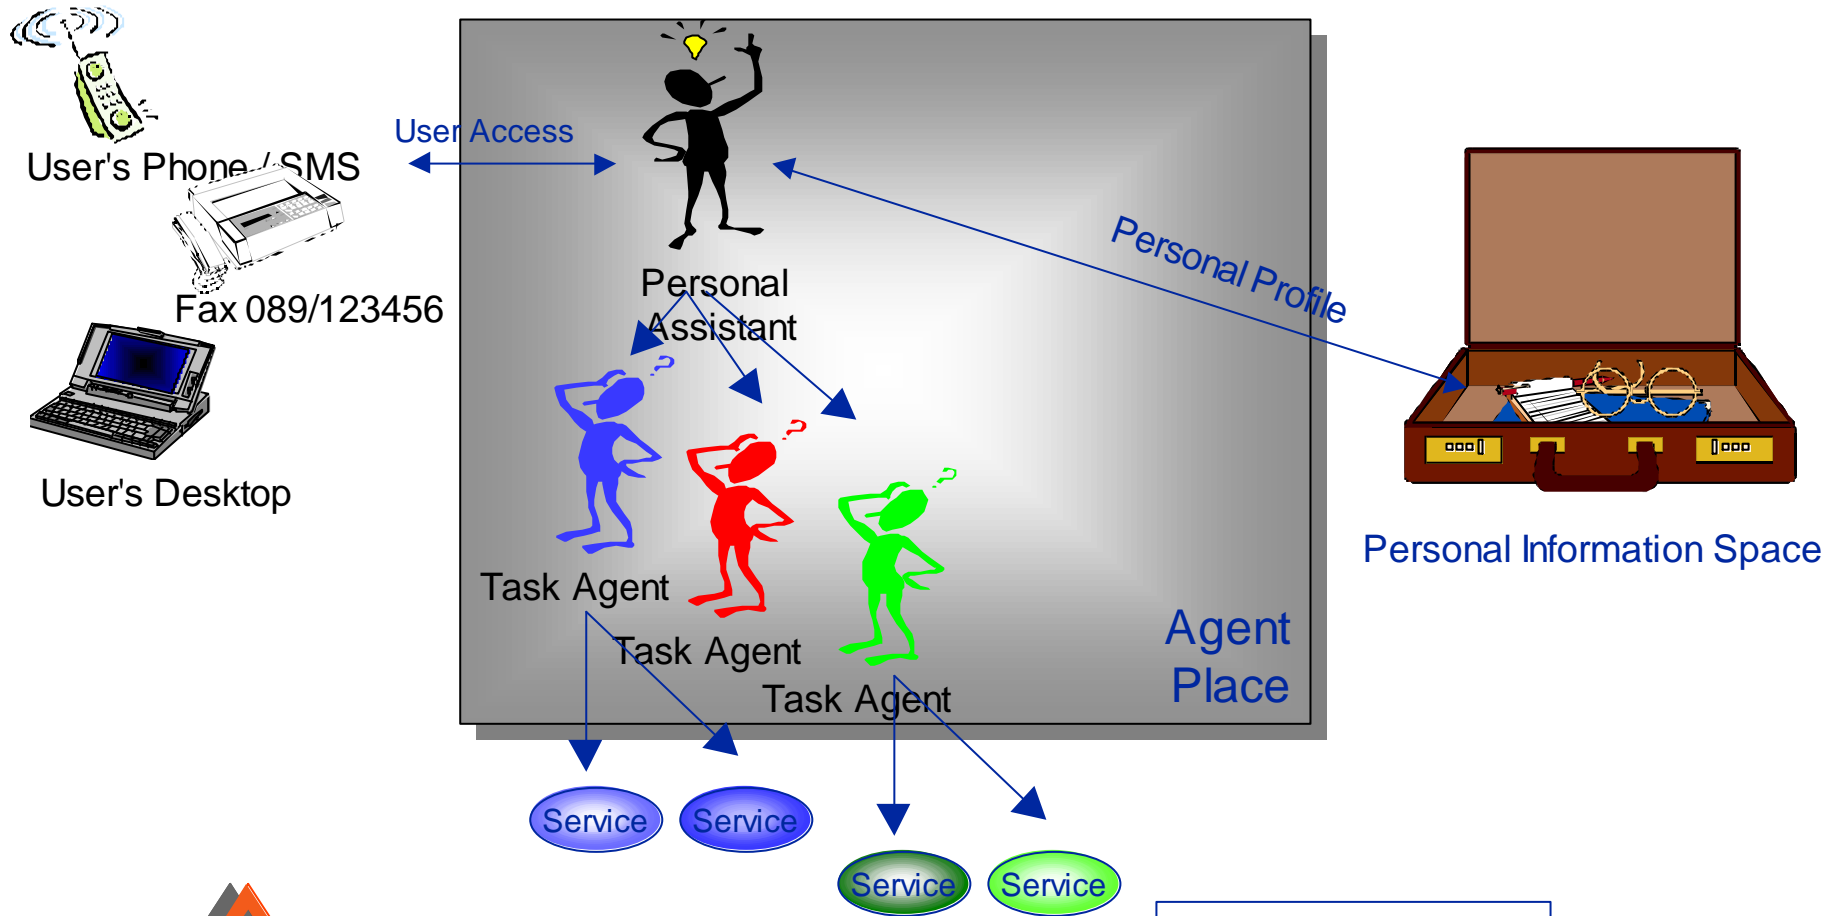 User Access
User's Phone / SMS
Fax 089/123456
User's Desktop
Personal
Assistant
Personal Profile
Personal Information Space
Task Agent
Task Agent
Task Agent
Agent
Place
Service
Service
Service
Service